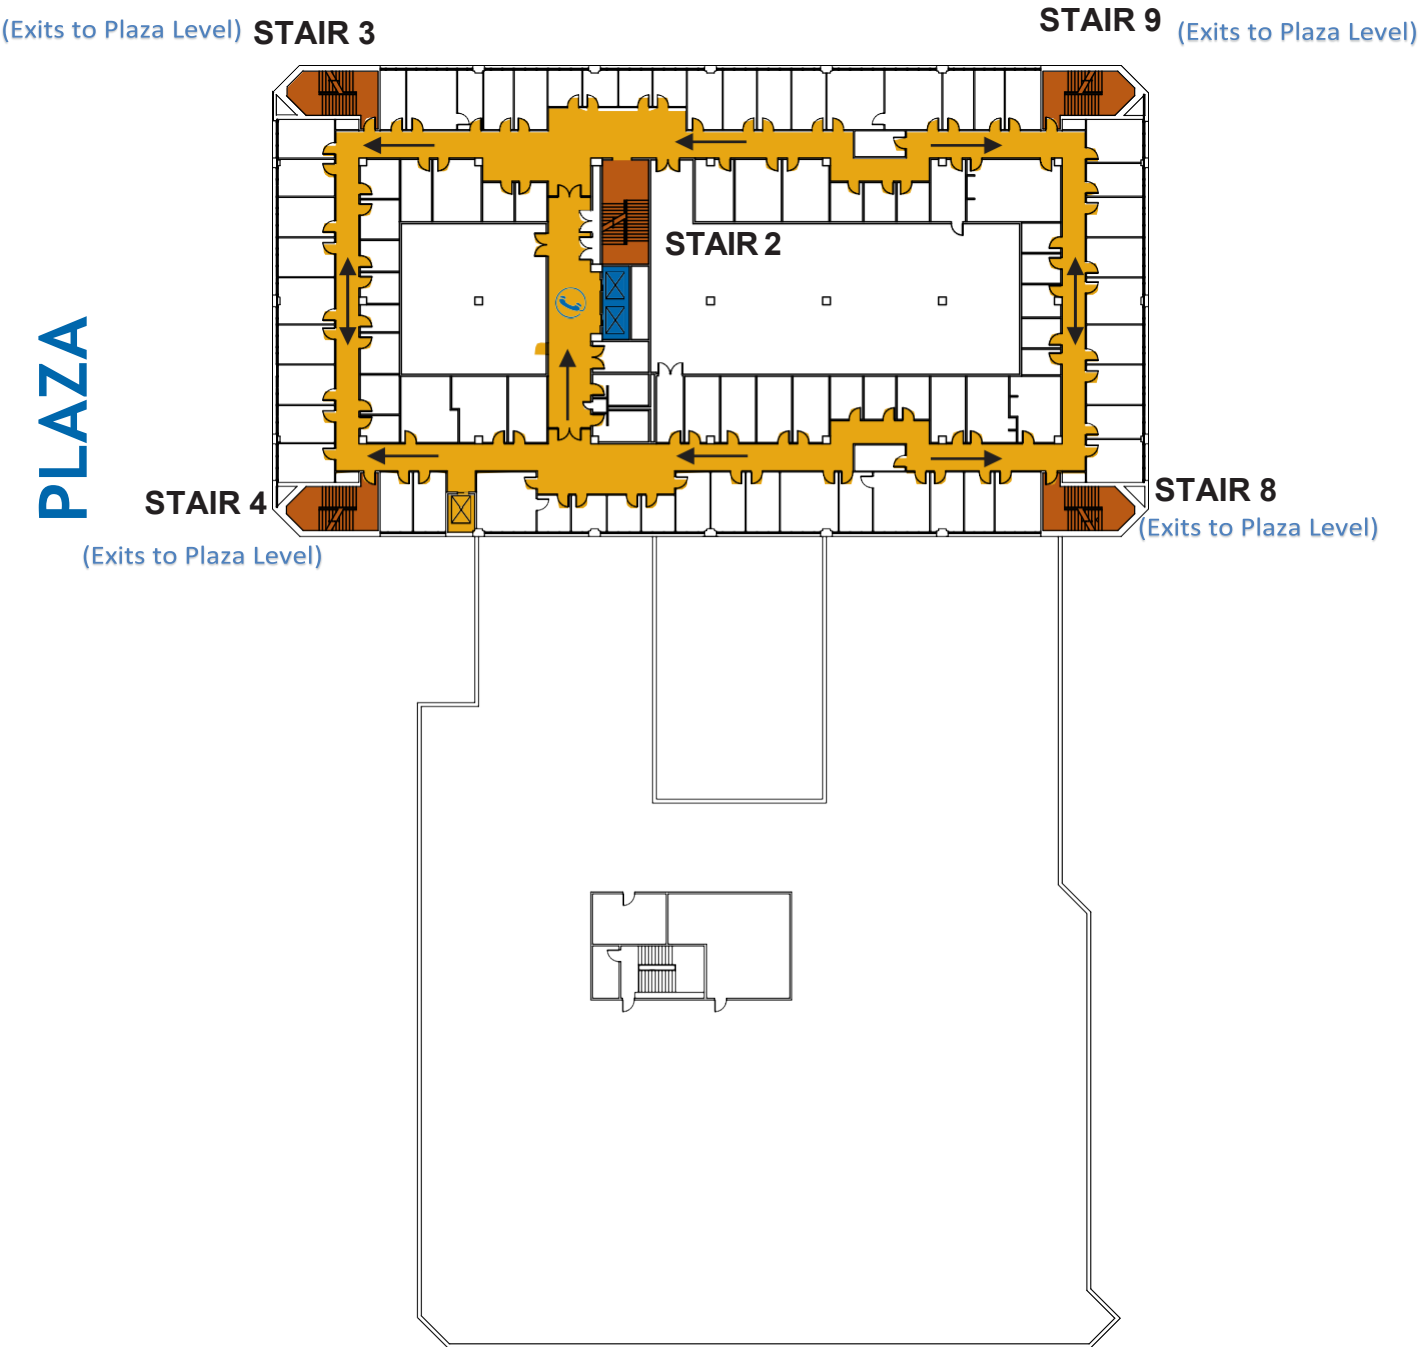 (Exits to Plaza Level) STAIR 3
STAIR 9 (Exits to Plaza Level)
STAIR 2
PLAZA
STAIR 4
(Exits to Plaza Level)
STAIR 8
(Exits to Plaza Level)